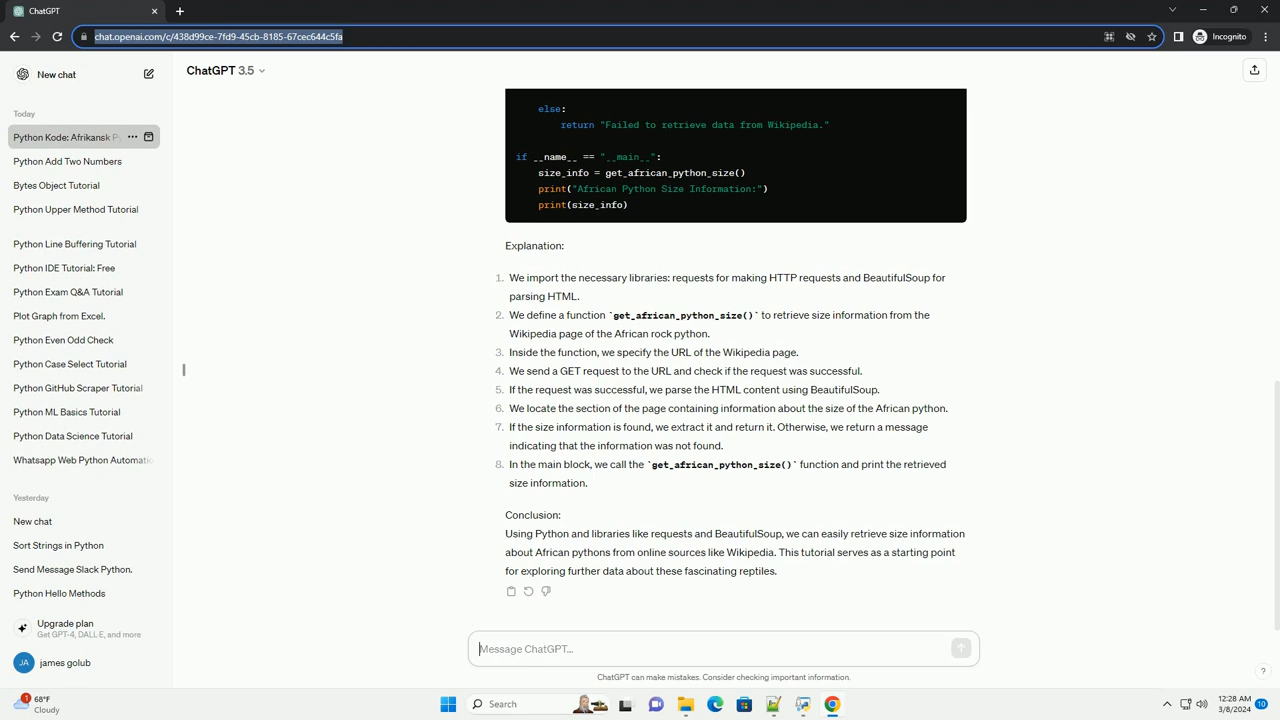 ChatGPT
chat.openai.com/c/438d99ce-7fd9-45cb-8185-67cec644c5fa
Incognito
New chat
ChatGPT 3.5
Today
Python Kod Afrikansk Py
Python Add Two Numbers
Bytes Object Tutorial
Python Upper Method Tutorial
Python Line Buffering Tutorial
Python IDE Tutorial: Free
Python Exam Q&A Tutorial
Plot Graph from Excel.
Python Even Odd Check
Python Case Select Tutorial
Python GitHub Scraper Tutorial
Python ML Basics Tutorial
Python Data Science Tutorial
Whatsapp Web Python Automatio
Yesterday
New chat
Sort Strings in Python
Send Message Slack Python.
Python Hello Methods
Upgrade plan
Get GPT-4, DALL·E, and more
JA
james golub
else:
return "Failed to retrieve data from Wikipedia."
if __name__ == "__main__":
size_info = get_african_python_size()
print("African Python Size Information:")
print(size_info)
Explanation:
1. We import the necessary libraries: requests for making HTTP requests and BeautifulSoup for
parsing HTML.
2. We define a function `get_african_python_size()` to retrieve size information from the
Wikipedia page of the African rock python.
3. Inside the function, we specify the URL of the Wikipedia page.
4. We send a GET request to the URL and check if the request was successful.
5. If the request was successful, we parse the HTML content using BeautifulSoup.
6. We locate the section of the page containing information about the size of the African python.
7. If the size information is found, we extract it and return it. Otherwise, we return a message
indicating that the information was not found.
8. In the main block, we call the `get_african_python_size()` function and print the retrieved
size information.
Conclusion:
Using Python and libraries like requests and BeautifulSoup, we can easily retrieve size information
about African pythons from online sources like Wikipedia. This tutorial serves as a starting point
for exploring further data about these fascinating reptiles.
Message ChatGPT...
ChatGPT can make mistakes. Consider checking important information.
?
1
68°F
Cloudy
Search
12:28 AM
3/8/2024
10